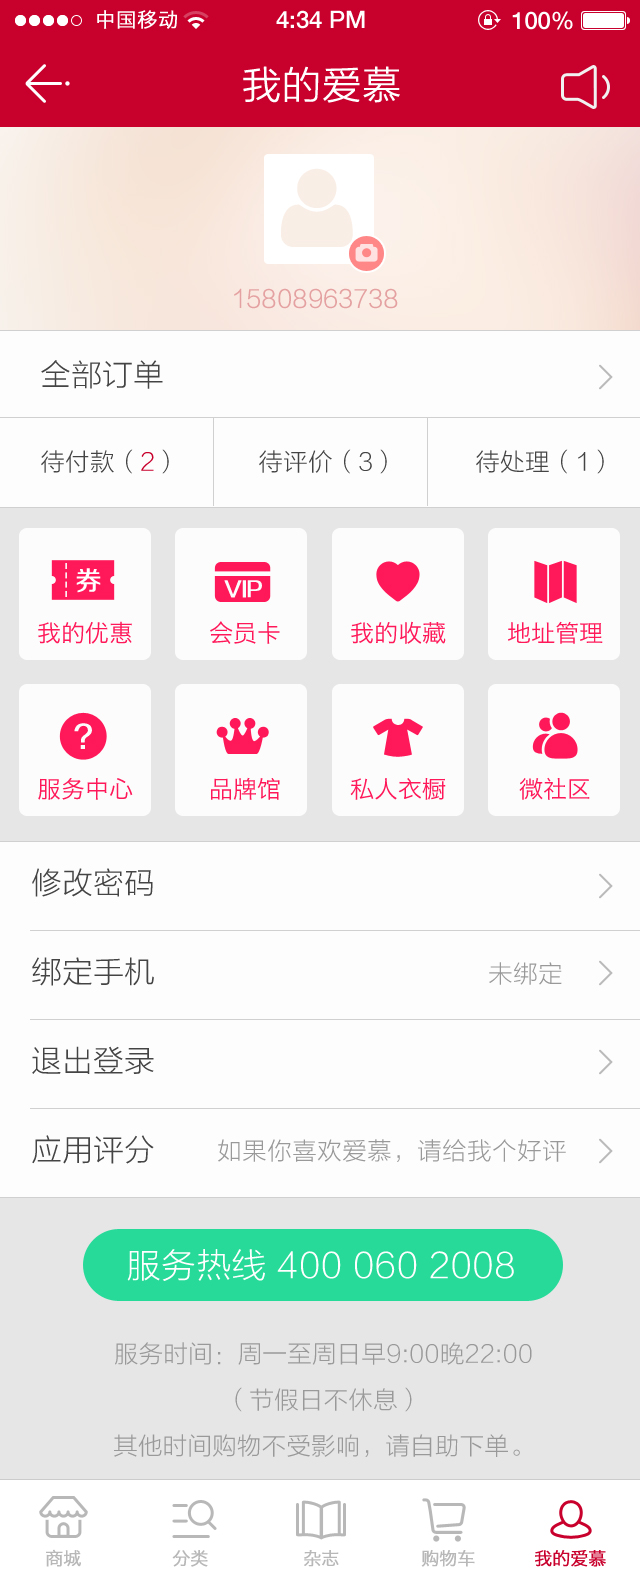 中国移动 4:34 PM 100%
我的爱慕
15808963738
全部订单
待付款（2） 待评价（3） 待处理（1）
券 VIP
我的优惠 会员卡 我的收藏 地址管理
?
服务中心 品牌馆 私人衣橱 微社区
修改密码
绑定手机 未绑定
退出登录
应用评分 如果你喜欢爱慕，请给我个好评
服务热线 400 060 2008
服务时间：周一至周日早9:00晚22:00
（节假日不休息）
其他时间购物不受影响，请自助下单。
商城 分类 杂志 购物车 我的爱慕